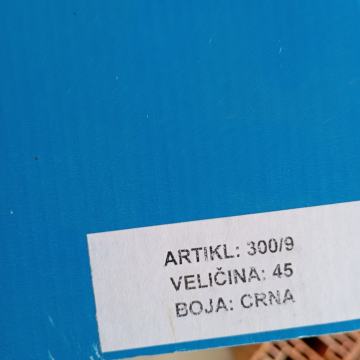 ARTIKL: 300/9
VELIČINA: 45
BOJA: CRNA